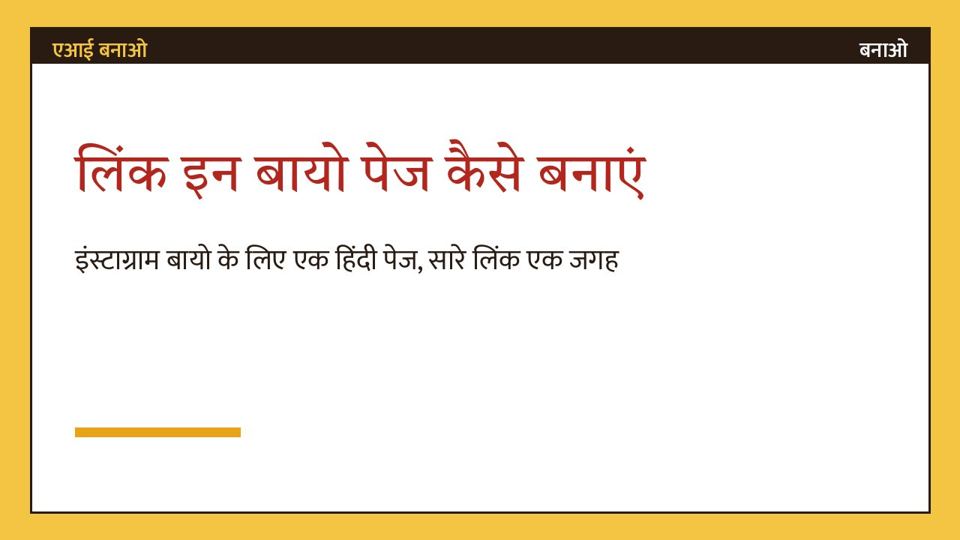 एआई बनाओ
बनाओ
लिंक इन बायो पेज कैसे बनाएं
इंस्टाग्राम बायो के लिए एक हिंदी पेज, सारे लिंक एक जगह